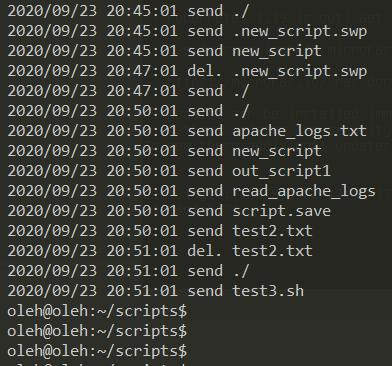 2020/09/23 20:45:01 send ./
2020/09/23 20:45:01 send .new_script.swp
2020/09/23 20:45:01 send new_script
2020/09/23 20:47:01 del. .new_script.swp
2020/09/23 20:47:01 send ./
2020/09/23 20:50:01 send ./
2020/09/23 20:50:01 send apache_logs.txt
2020/09/23 20:50:01 send new_script
2020/09/23 20:50:01 send out_script1
2020/09/23 20:50:01 send read_apache_logs
2020/09/23 20:50:01 send script.save
2020/09/23 20:50:01 send test2.txt
2020/09/23 20:51:01 del. test2.txt
2020/09/23 20:51:01 send ./
2020/09/23 20:51:01 send test3.sh
oleh@oleh:~/scripts$
oleh@oleh:~/scripts$
oleh@oleh:~/scripts$